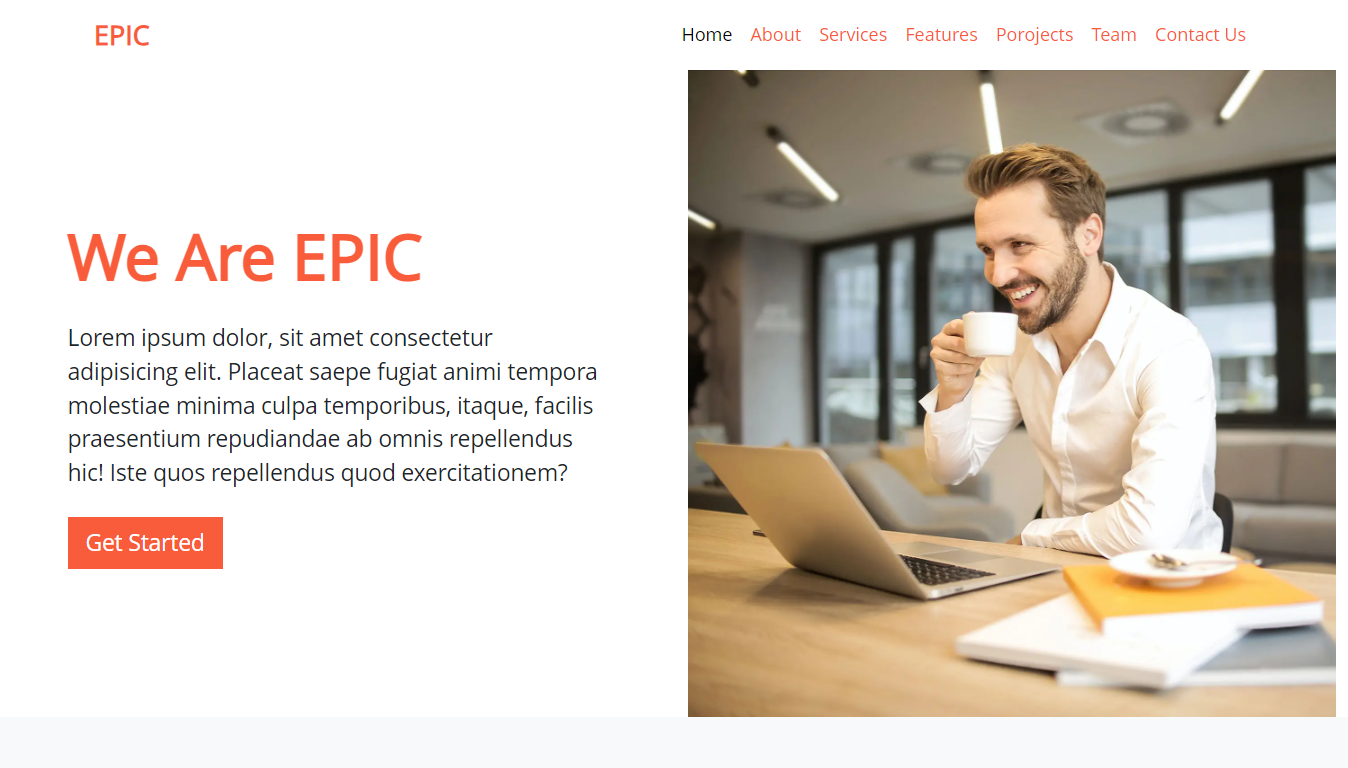 EPIC
Home About Services Features Porojects Team Contact Us
We Are EPIC
Lorem ipsum dolor, sit amet consectetur
adipisicing elit. Placeat saepe fugiat animi tempora
molestiae minima culpa temporibus, itaque, facilis
praesentium repudiandae ab omnis repellendus
hic! Iste quos repellendus quod exercitationem?
Get Started